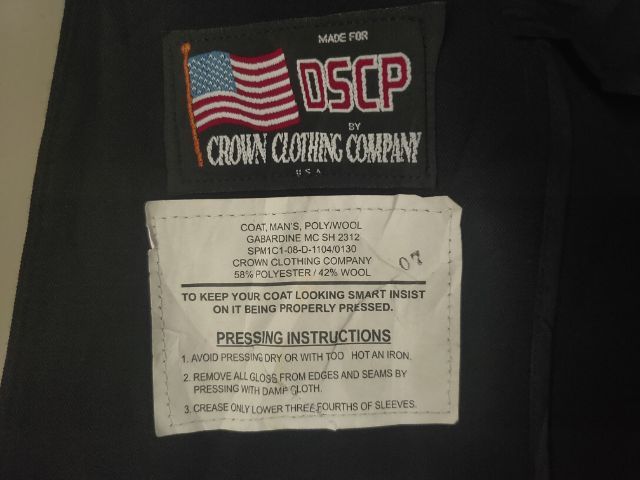 MADE FOR
DSCP
BY
CROWN CLOTHING COMPANY
U.S.A.
COAT, MAN'S, POLY/WOOL
GABARDINE MC SH 2312
SPM1C1-08-D-1104/0130
CROWN CLOTHING COMPANY
58% POLYESTER / 42% WOOL
07
TO KEEP YOUR COAT LOOKING SMART INSIST
ON IT BEING PROPERLY PRESSED.
PRESSING INSTRUCTIONS
1. AVOID PRESSING DRY OR WITH TOO HOT AN IRON.
2. REMOVE ALL GLOSS FROM EDGES AND SEAMS BY
PRESSING WITH DAMP CLOTH.
3. CREASE ONLY LOWER THREE FOURTHS OF SLEEVES.